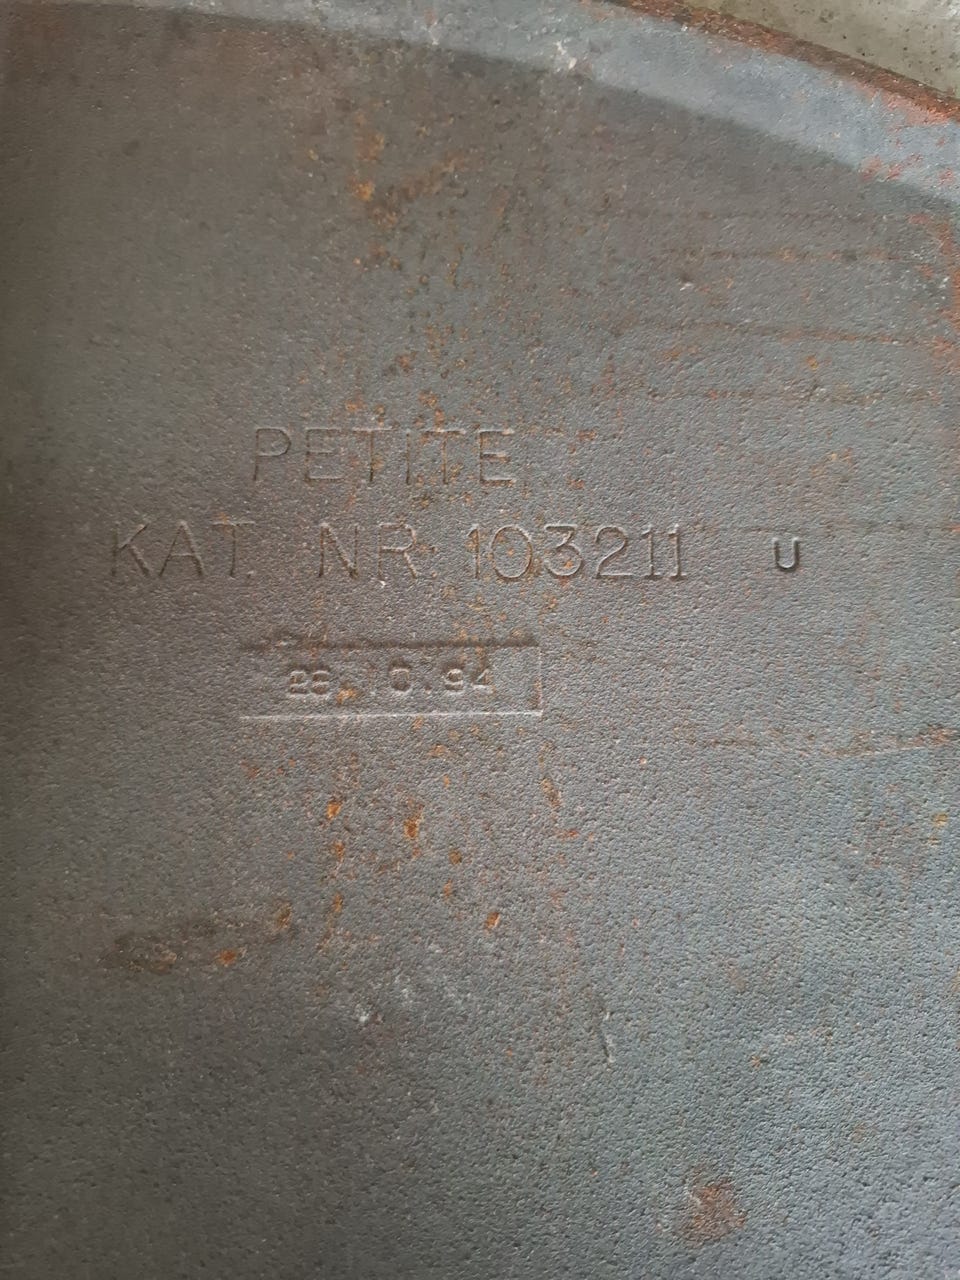 PETITE
KAT. NR. 103211 U